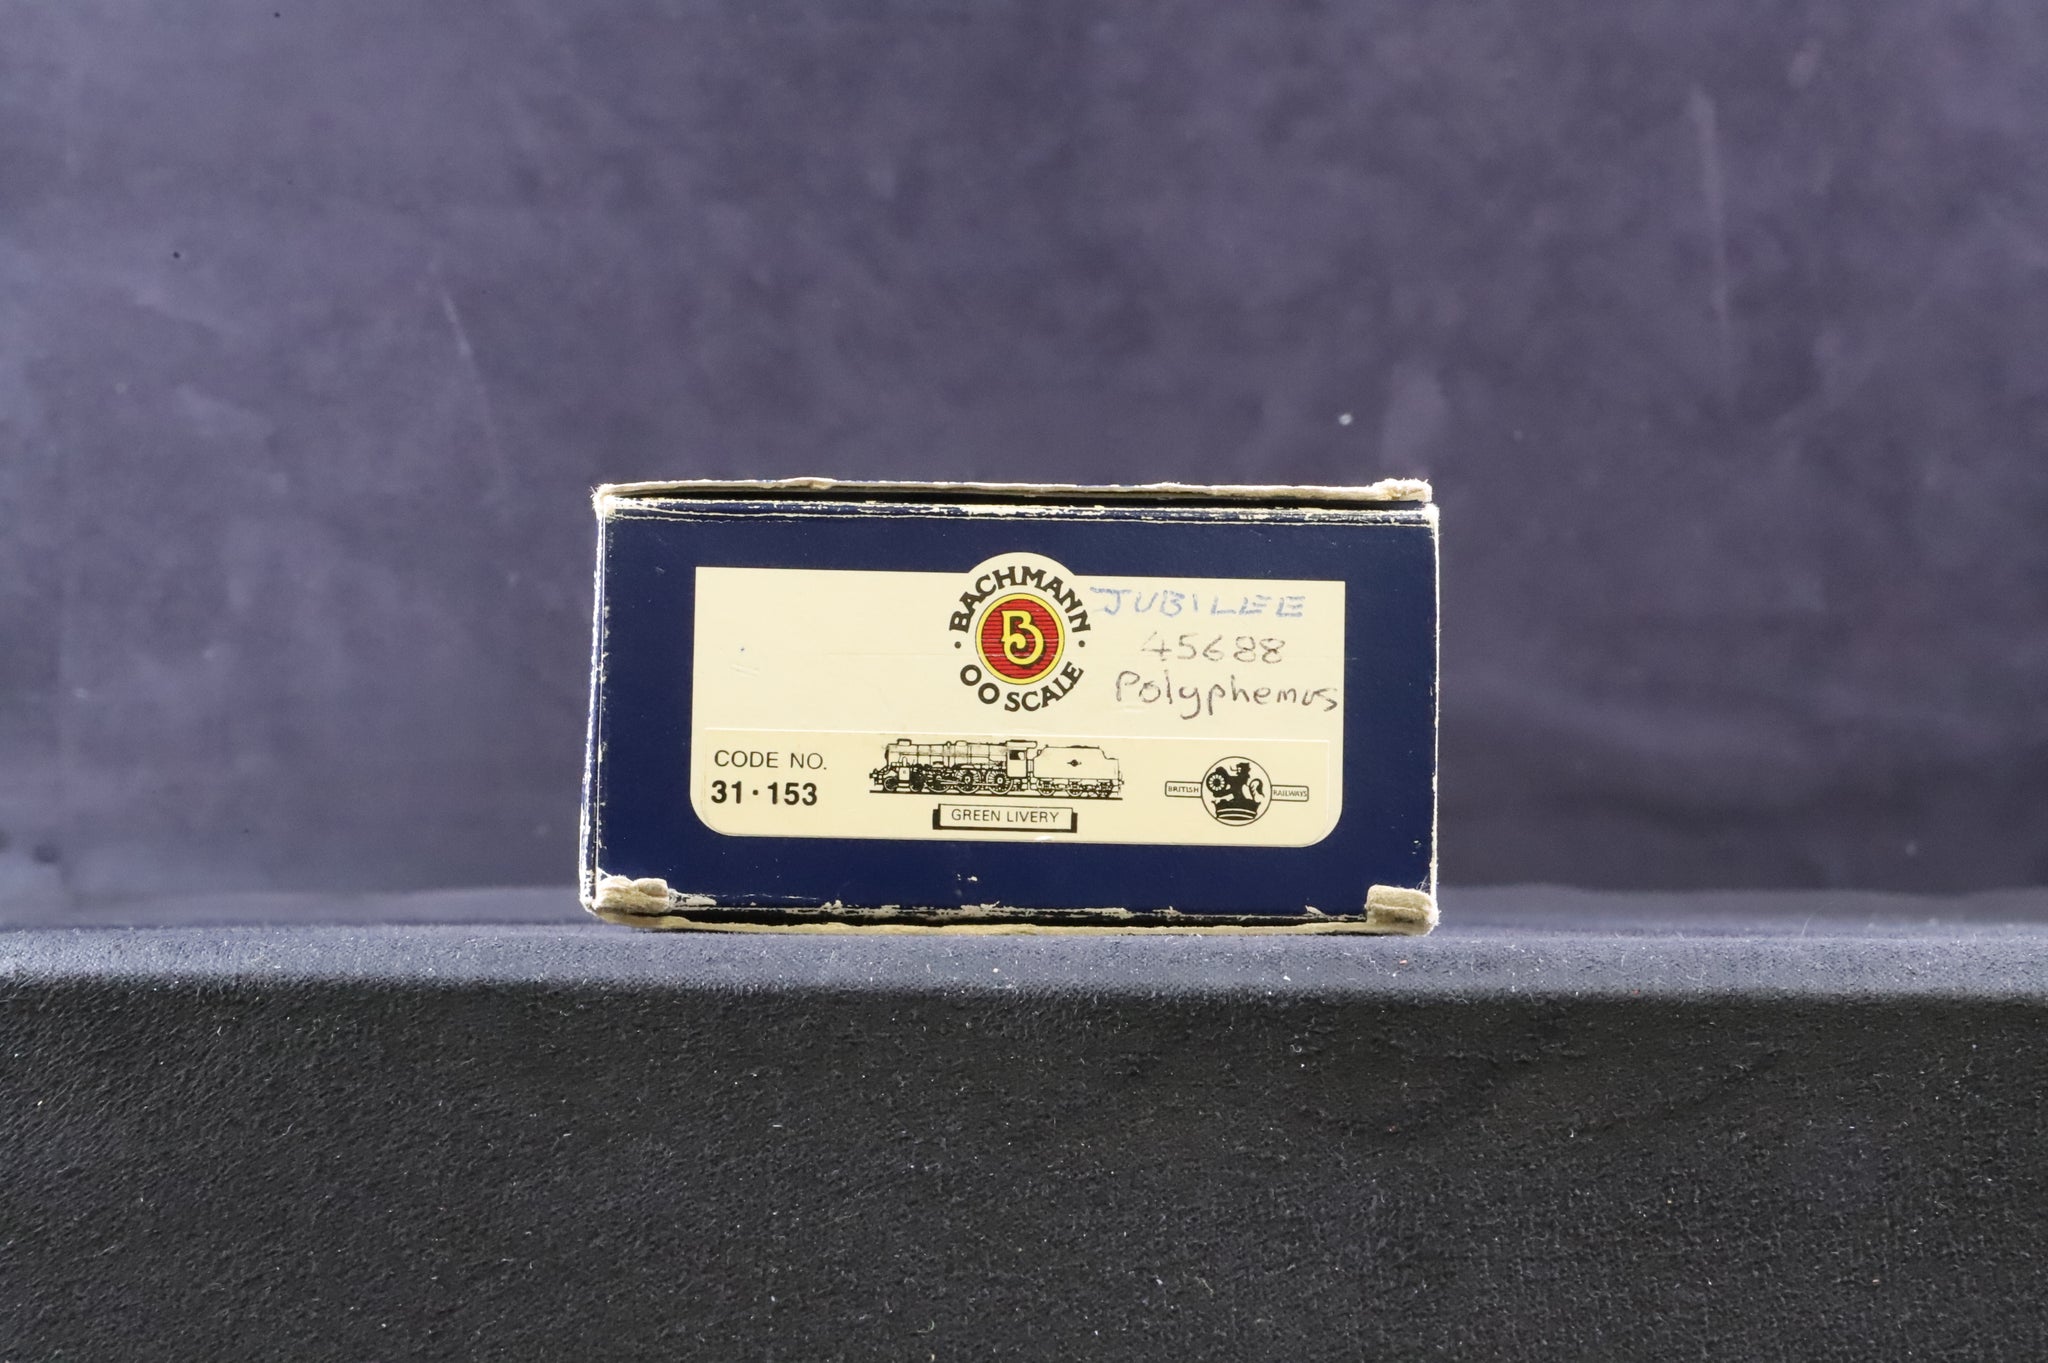 BACHMANN
B
OO SCALE
JUBILEE
45688
Polyphemus
CODE NO.
31·153
GREEN LIVERY
BRITISH RAILWAYS